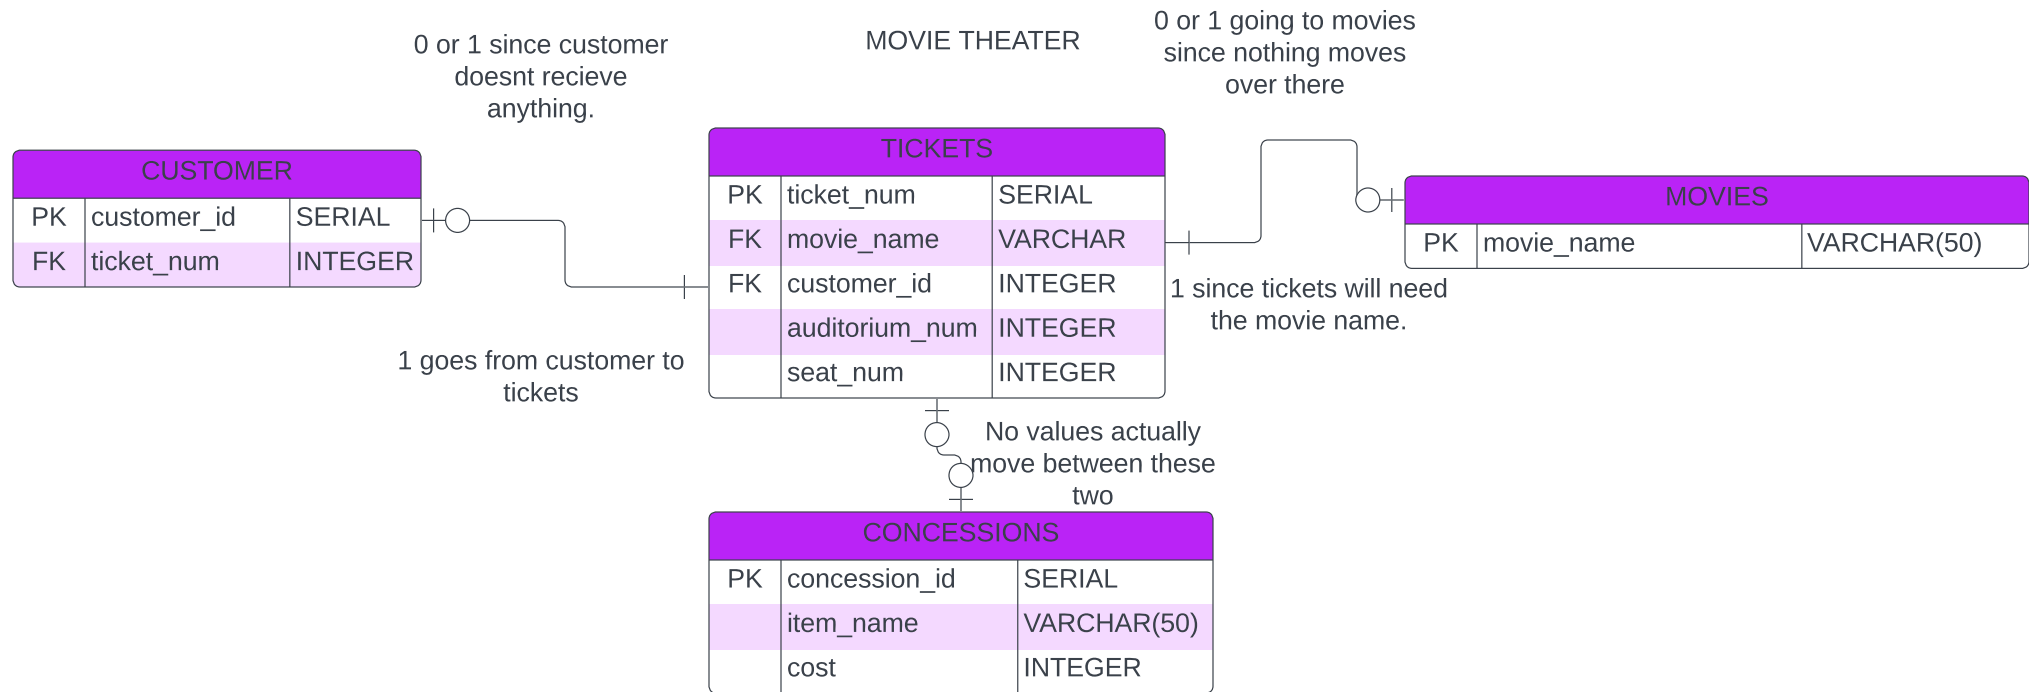 MOVIE THEATER
0 or 1 since customer
doesnt recieve
anything.
0 or 1 going to movies
since nothing moves
over there
CUSTOMER
PK customer_id SERIAL
FK ticket_num INTEGER
TICKETS
PK ticket_num SERIAL
FK movie_name VARCHAR
FK customer_id INTEGER
auditorium_num INTEGER
seat_num INTEGER
MOVIES
PK movie_name VARCHAR(50)
1 since tickets will need
the movie name.
1 goes from customer to
tickets
No values actually
move between these
two
CONCESSIONS
PK concession_id SERIAL
item_name VARCHAR(50)
cost INTEGER